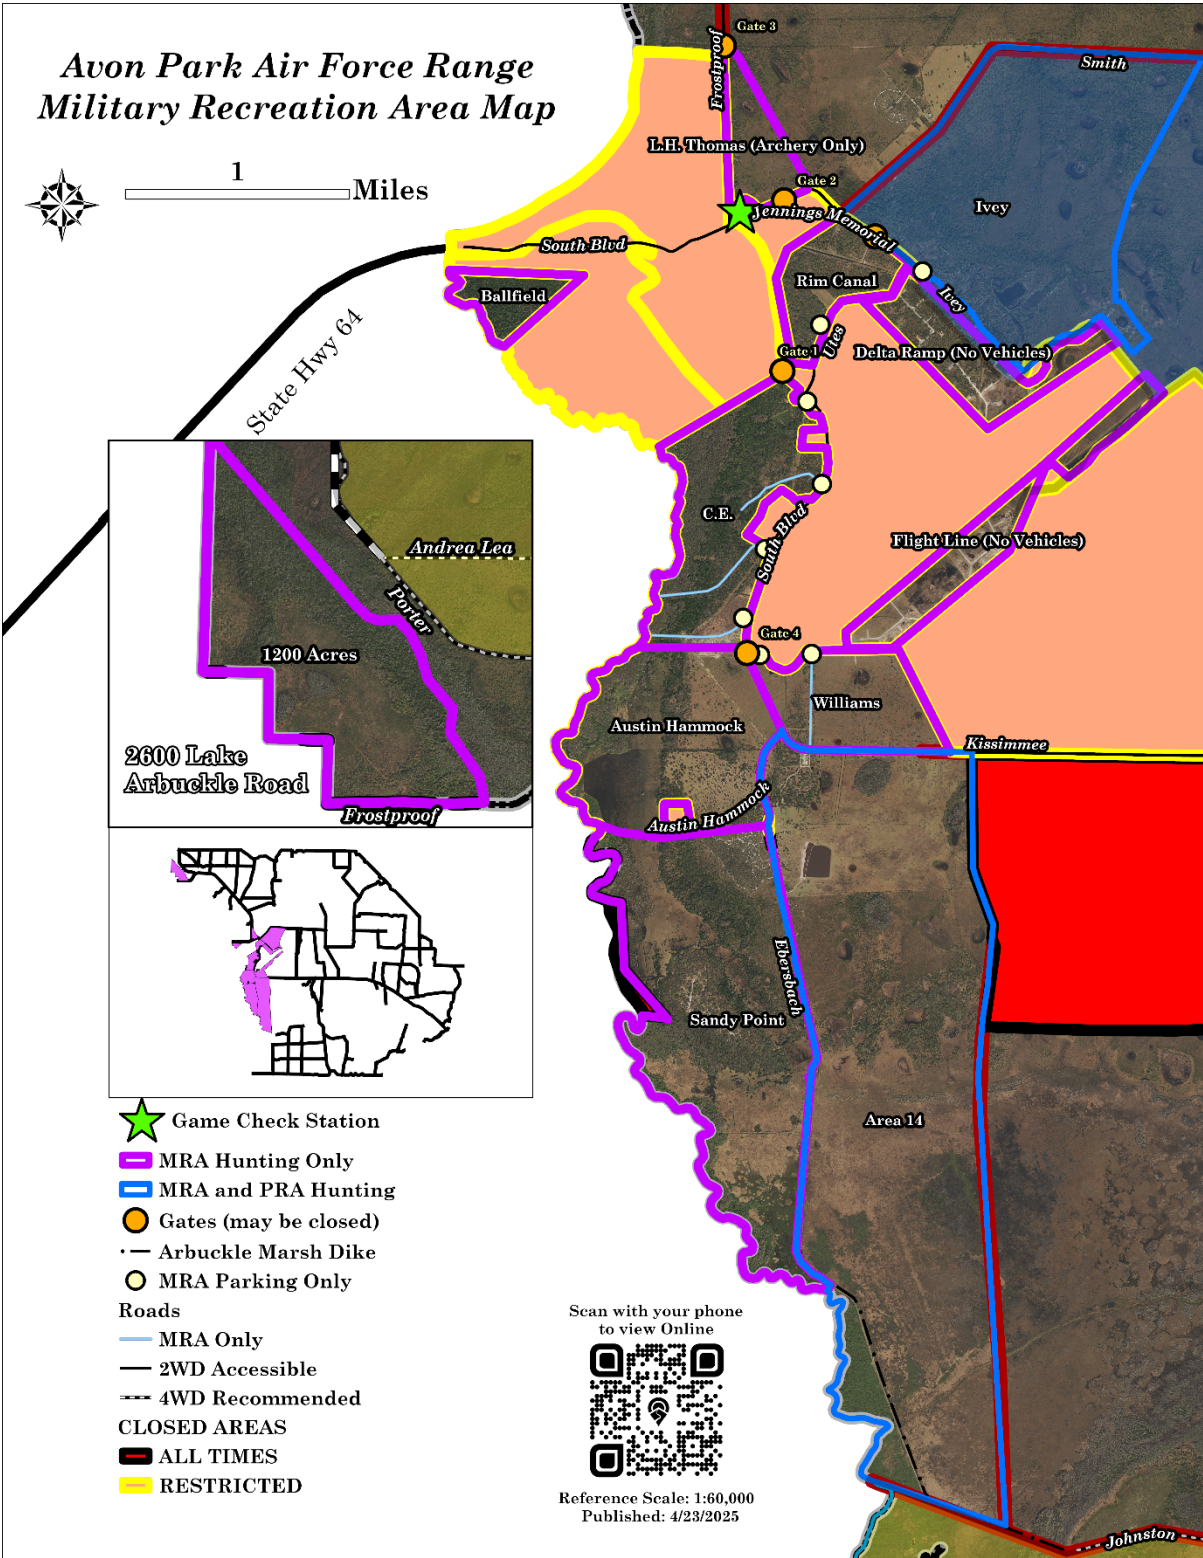 Avon Park Air Force Range
Military Recreation Area Map
1
Miles
State Hwy 64
Gate 3
Frostproof
Smith
L.H. Thomas (Archery Only)
Gate 2
Jennings Memorial
Ivey
South Blvd
Rim Canal
Ivey
Ballfield
Utes
Gate 1
Delta Ramp (No Vehicles)
C.E.
South Blvd
Flight Line (No Vehicles)
Gate 4
Williams
Austin Hammock
Kissimmee
Austin Hammock
Ebersbach
Sandy Point
Area 14
Johnston
Andrea Lea
Porter
1200 Acres
2600 Lake
Arbuckle Road
Frostproof
Game Check Station
MRA Hunting Only
MRA and PRA Hunting
Gates (may be closed)
Arbuckle Marsh Dike
MRA Parking Only
Roads
MRA Only
2WD Accessible
4WD Recommended
CLOSED AREAS
ALL TIMES
RESTRICTED
Scan with your phone
to view Online
Reference Scale: 1:60,000
Published: 4/23/2025